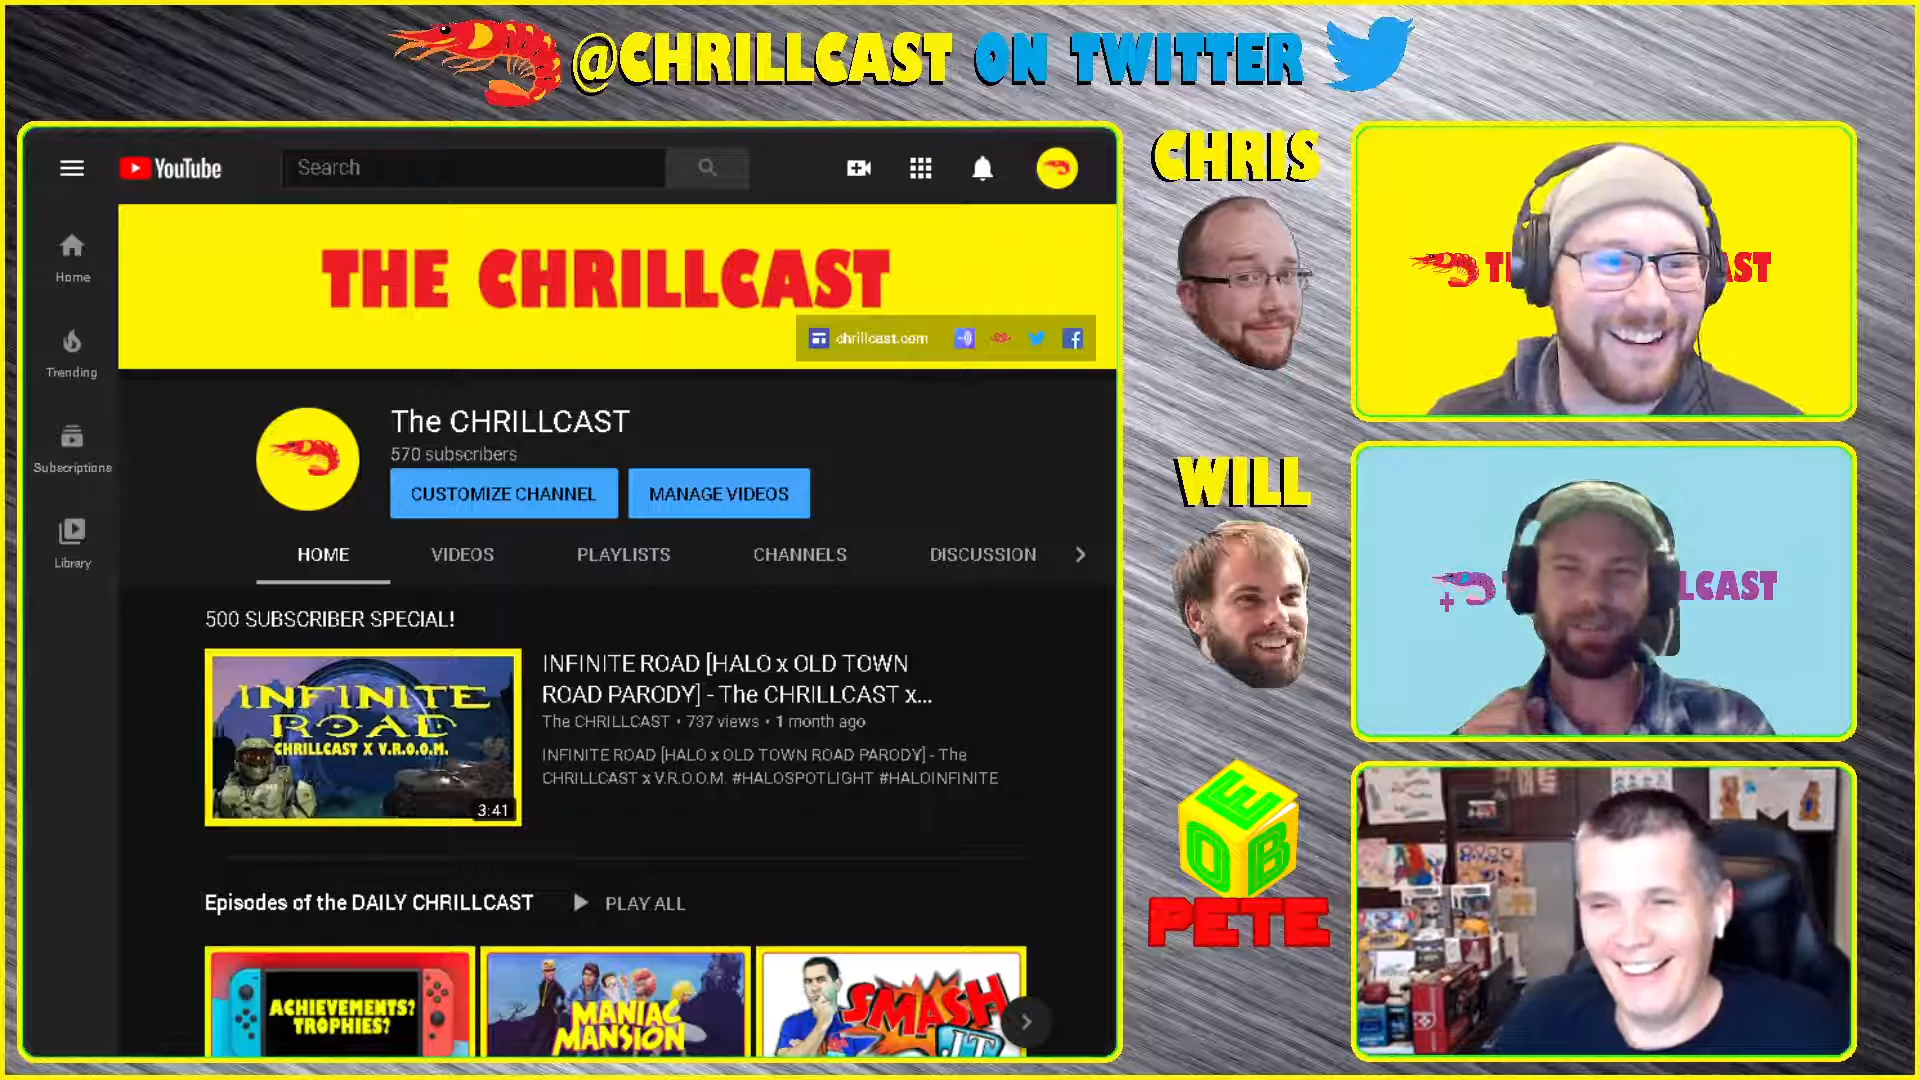 @CHRILLCAST ON TWITTER
YouTube
Search
Home
Trending
Subscriptions
Library
THE CHRILLCAST
chrillcast.com
The CHRILLCAST
570 subscribers
CUSTOMIZE CHANNEL
MANAGE VIDEOS
HOME
VIDEOS
PLAYLISTS
CHANNELS
DISCUSSION
500 SUBSCRIBER SPECIAL!
INFINITE
ROAD
CHRILLCAST X V.R.O.O.M.
3:41
INFINITE ROAD [HALO x OLD TOWN
ROAD PARODY] - The CHRILLCAST x...
The CHRILLCAST • 737 views • 1 month ago
INFINITE ROAD [HALO x OLD TOWN ROAD PARODY] - The
CHRILLCAST x V.R.O.O.M. #HALOSPOTLIGHT #HALOINFINITE
Episodes of the DAILY CHRILLCAST
PLAY ALL
ACHIEVEMENTS?
TROPHIES?
MANIAC
MANSION
SMASH
JT
CHRIS
T
AST
WILL
LCAST
E
O
B
PETE